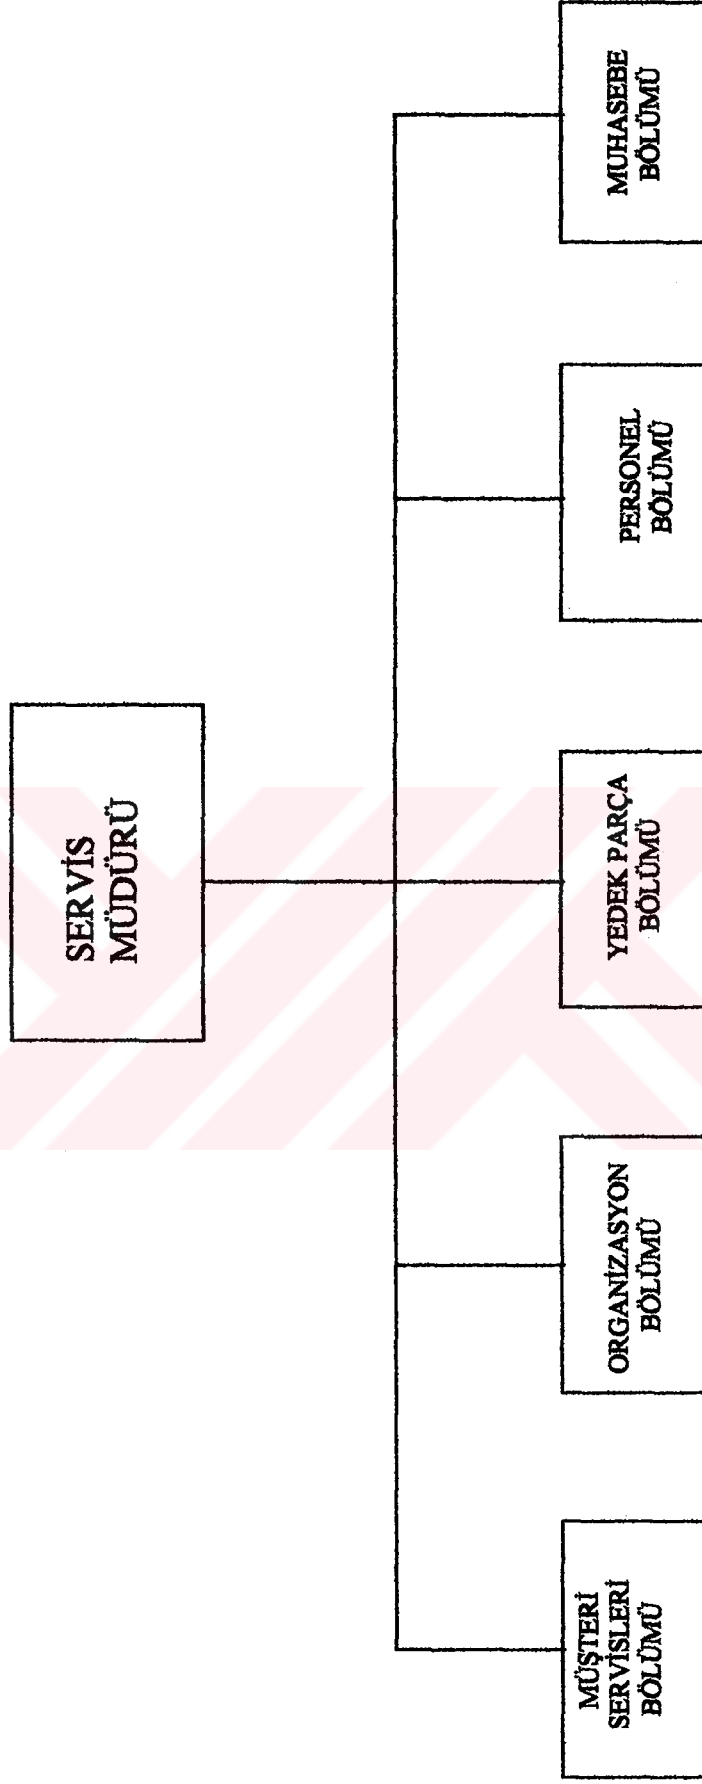 SERVİS
MÜDÜRÜ
MÜŞTERİ
SERVİSLERİ
BÖLÜMÜ
ORGANİZASYON
BÖLÜMÜ
YEDEK PARÇA
BÖLÜMÜ
PERSONEL
BÖLÜMÜ
MUHASEBE
BÖLÜMÜ